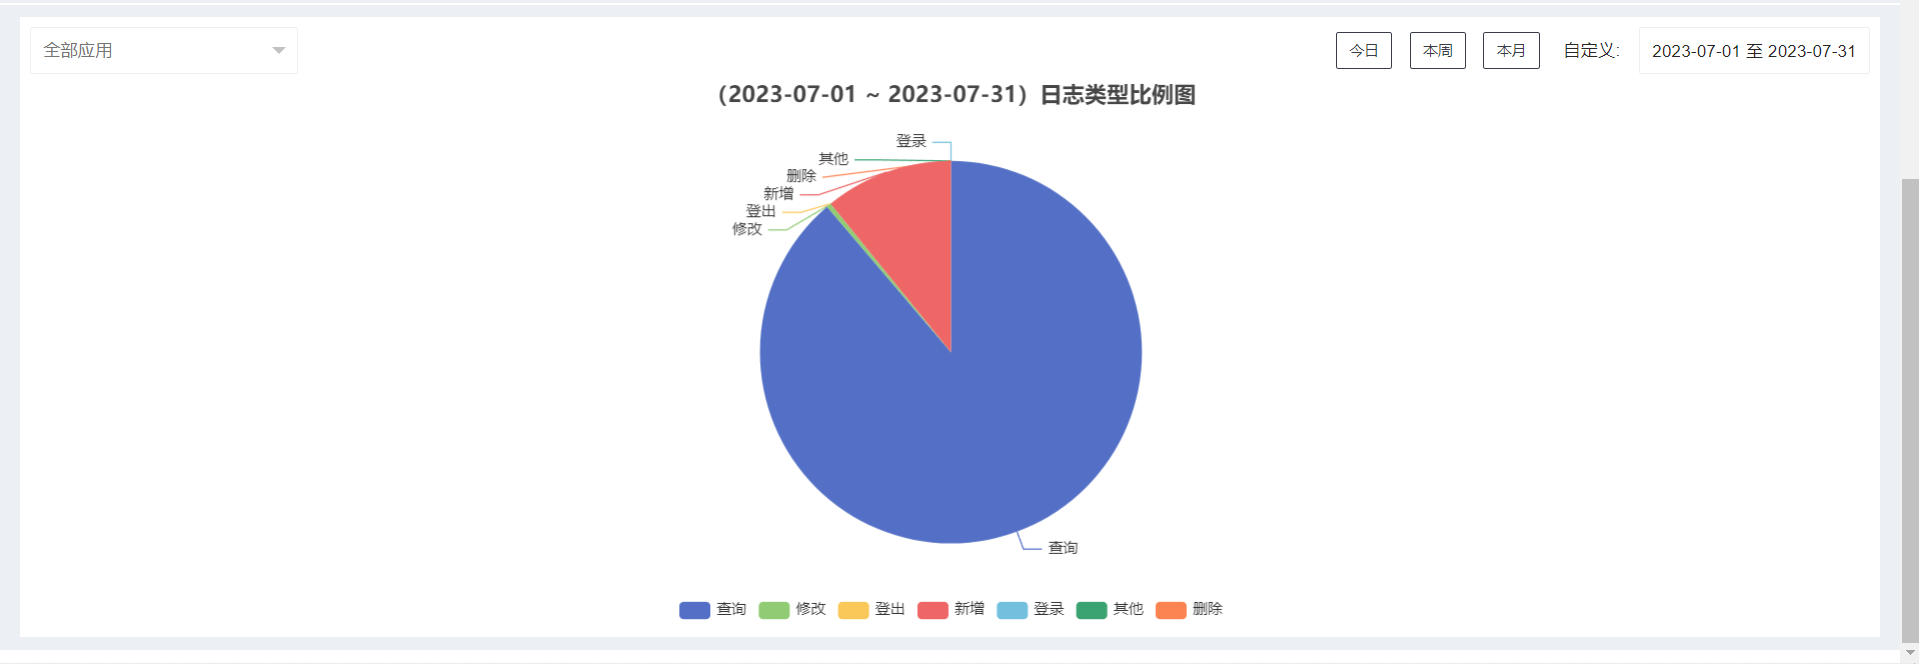 全部应用
今日 本周 本月 自定义: 2023-07-01 至 2023-07-31
（2023-07-01 ~ 2023-07-31）日志类型比例图
登录
其他
删除
新增
登出
修改
查询
查询 修改 登出 新增 登录 其他 删除